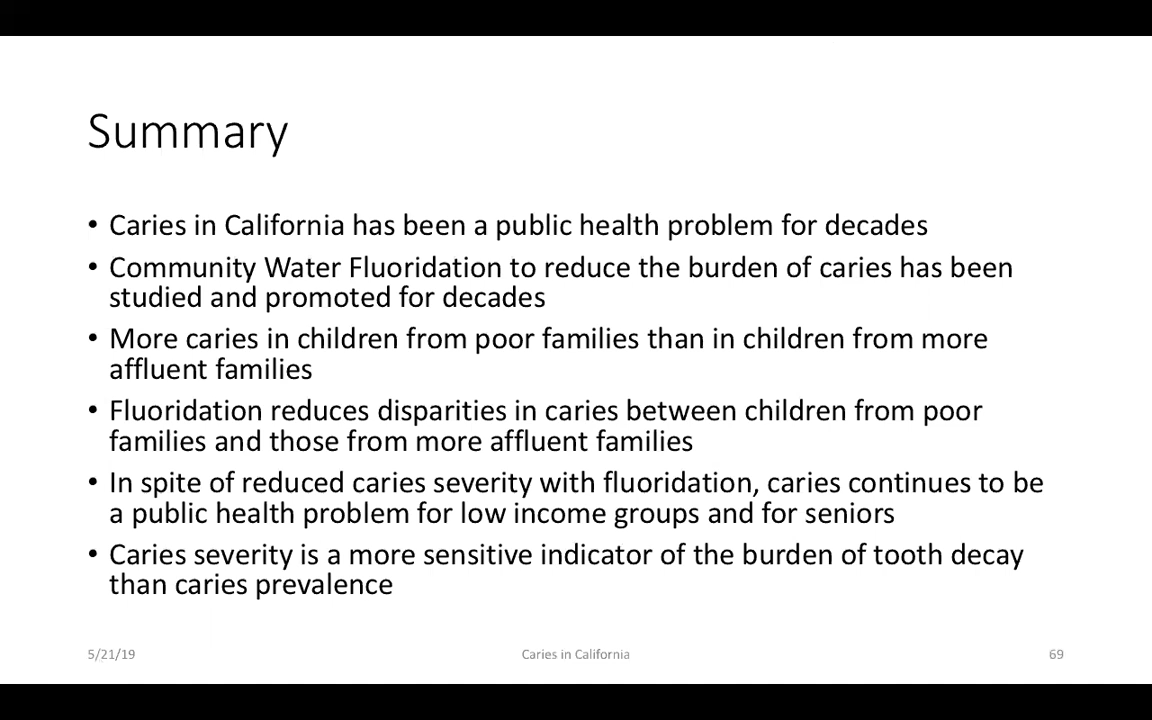 Summary
• Caries in California has been a public health problem for decades
• Community Water Fluoridation to reduce the burden of caries has been
studied and promoted for decades
• More caries in children from poor families than in children from more
affluent families
• Fluoridation reduces disparities in caries between children from poor
families and those from more affluent families
• In spite of reduced caries severity with fluoridation, caries continues to be
a public health problem for low income groups and for seniors
• Caries severity is a more sensitive indicator of the burden of tooth decay
than caries prevalence
5/21/19
Caries in California
69